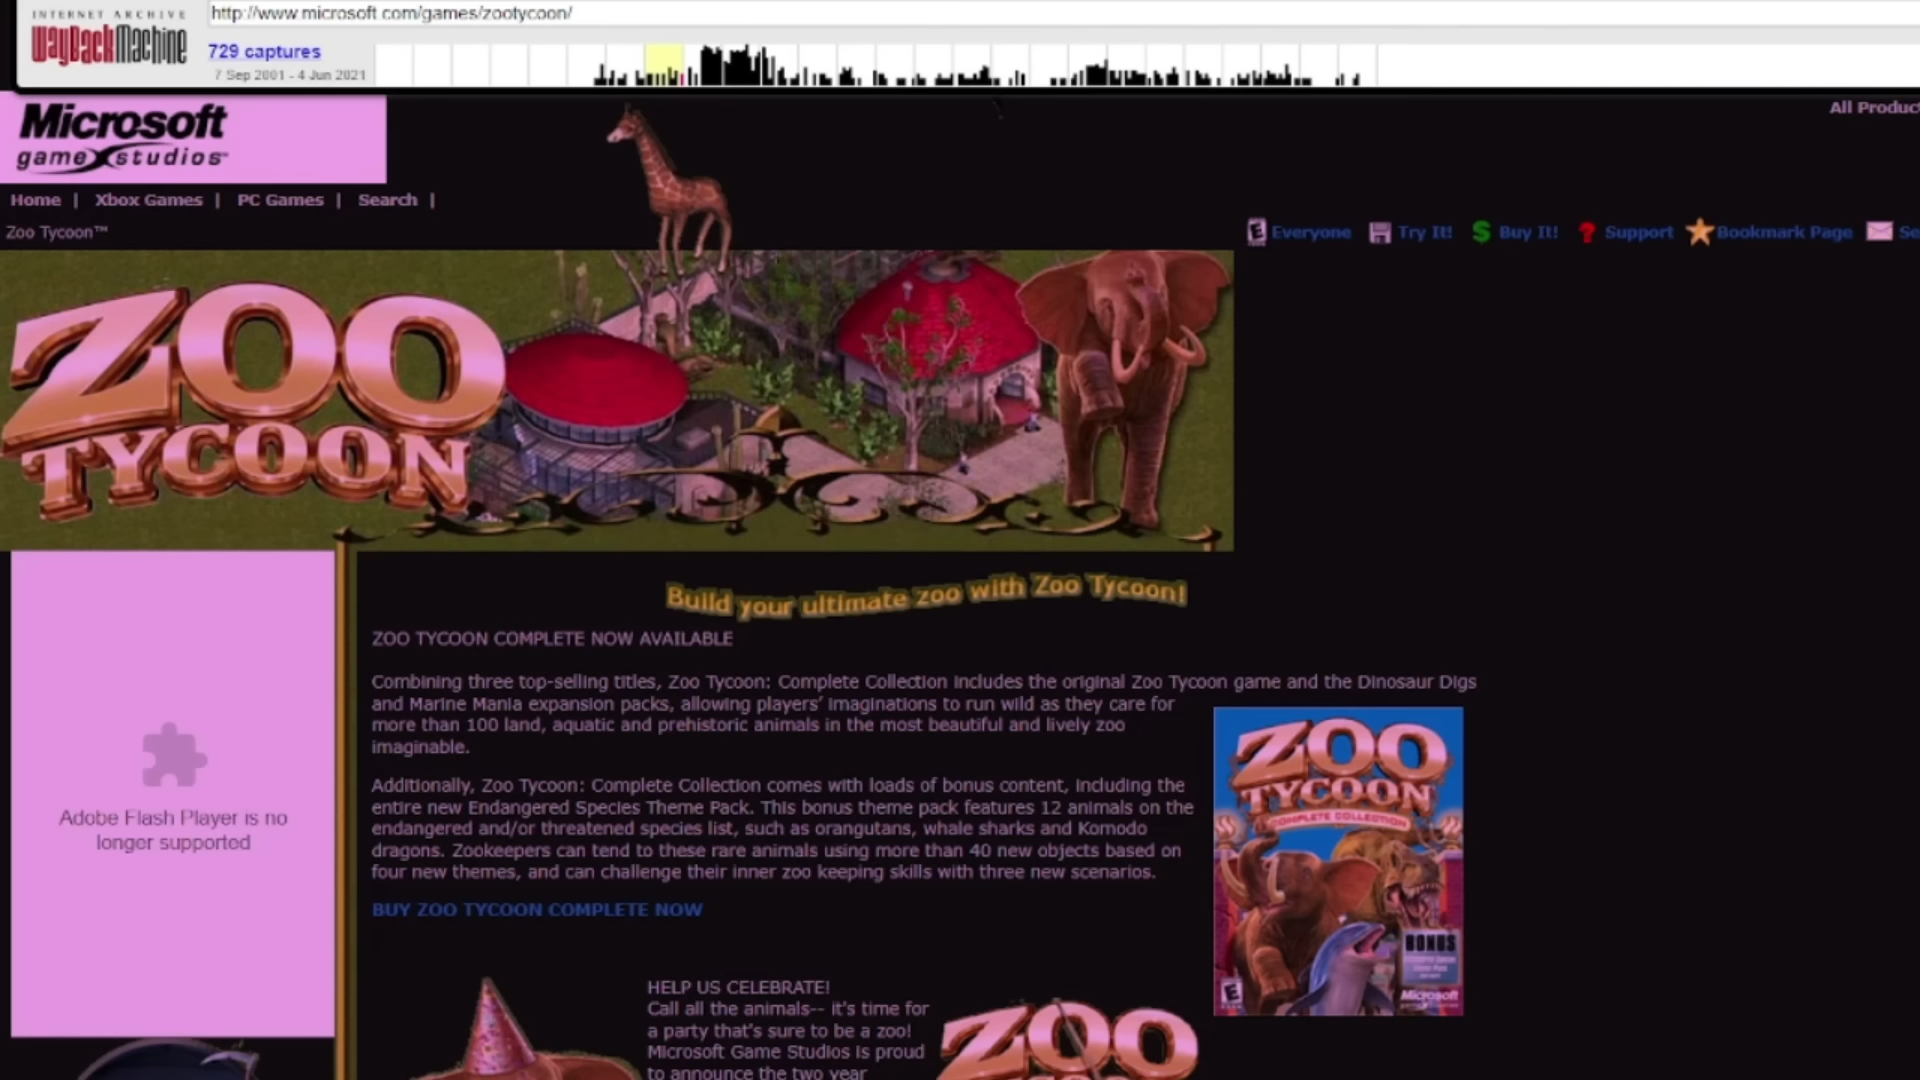 INTERNET ARCHIVE
WayBackMachine
http://www.microsoft.com/games/zootycoon/
729 captures
7 Sep 2001 - 4 Jun 2021
All Product
Microsoft
game studios™
Home | Xbox Games | PC Games | Search |
Zoo Tycoon™
E Everyone Try It! $ Buy It! ? Support Bookmark Page Se
ZOO
TYCOON
Build your ultimate zoo with Zoo Tycoon!
ZOO TYCOON COMPLETE NOW AVAILABLE
Combining three top-selling titles, Zoo Tycoon: Complete Collection includes the original Zoo Tycoon game and the Dinosaur Digs
and Marine Mania expansion packs, allowing players' imaginations to run wild as they care for
more than 100 land, aquatic and prehistoric animals in the most beautiful and lively zoo
imaginable.
Additionally, Zoo Tycoon: Complete Collection comes with loads of bonus content, including the
entire new Endangered Species Theme Pack. This bonus theme pack features 12 animals on the
endangered and/or threatened species list, such as orangutans, whale sharks and Komodo
dragons. Zookeepers can tend to these rare animals using more than 40 new objects based on
four new themes, and can challenge their inner zoo keeping skills with three new scenarios.
BUY ZOO TYCOON COMPLETE NOW
Adobe Flash Player is no
longer supported
ZOO
TYCOON
COMPLETE COLLECTION
BONUS
E
Microsoft
HELP US CELEBRATE!
Call all the animals-- it's time for
a party that's sure to be a zoo!
Microsoft Game Studios is proud
to announce the two year
ZOO